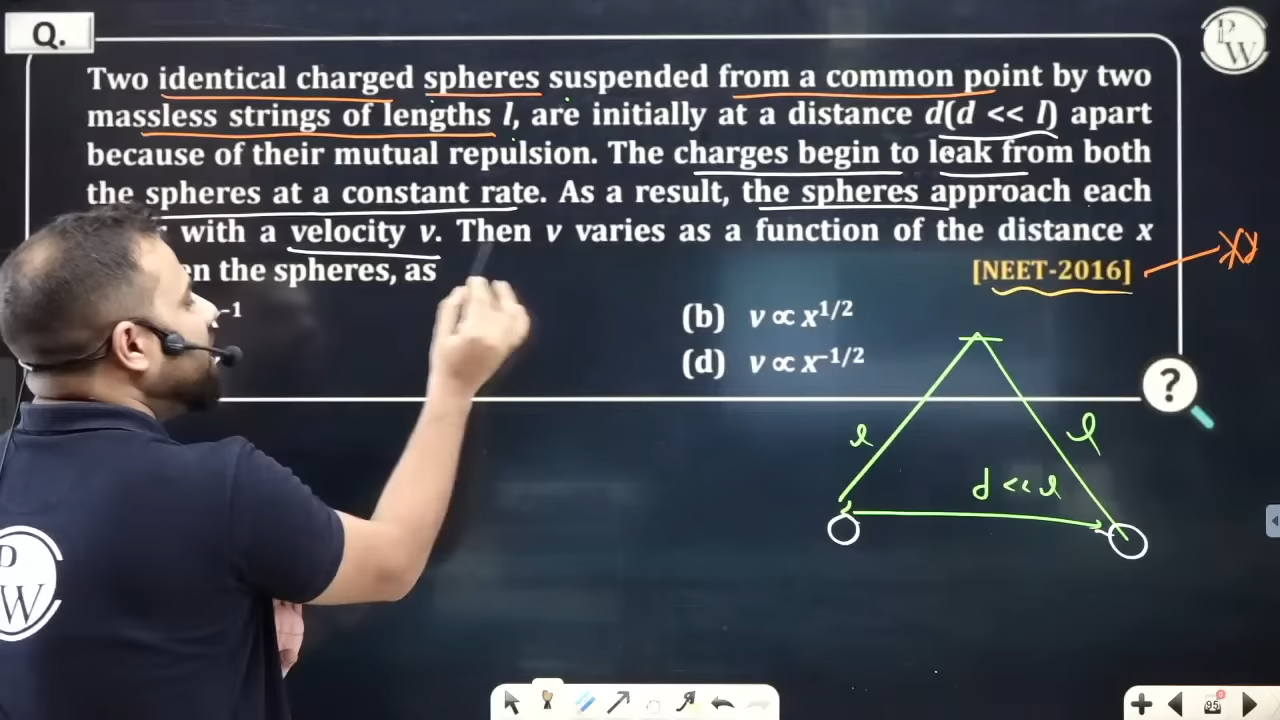 Q.
PW
Two identical charged spheres suspended from a common point by two
massless strings of lengths l, are initially at a distance d(d << l) apart
because of their mutual repulsion. The charges begin to leak from both
the spheres at a constant rate. As a result, the spheres approach each
with a velocity v. Then v varies as a function of the distance x
the spheres, as
[NEET-2016]
–1
(b) v ∝ x1/2
(d) v ∝ x–1/2
?
l
l
d << l
PW
95